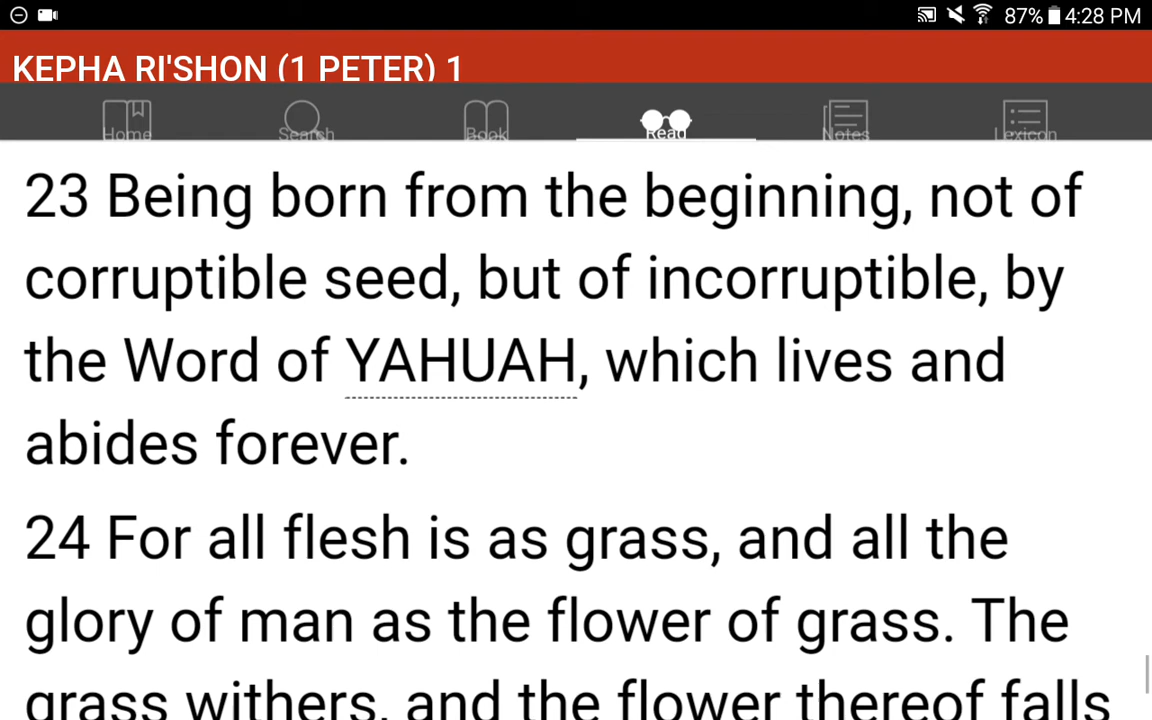 87% 4:28 PM
KEPHA RI'SHON (1 PETER) 1
Home Search Book Read Notes Lexicon
23 Being born from the beginning, not of
corruptible seed, but of incorruptible, by
the Word of YAHUAH, which lives and
abides forever.
24 For all flesh is as grass, and all the
glory of man as the flower of grass. The
grass withers, and the flower thereof falls